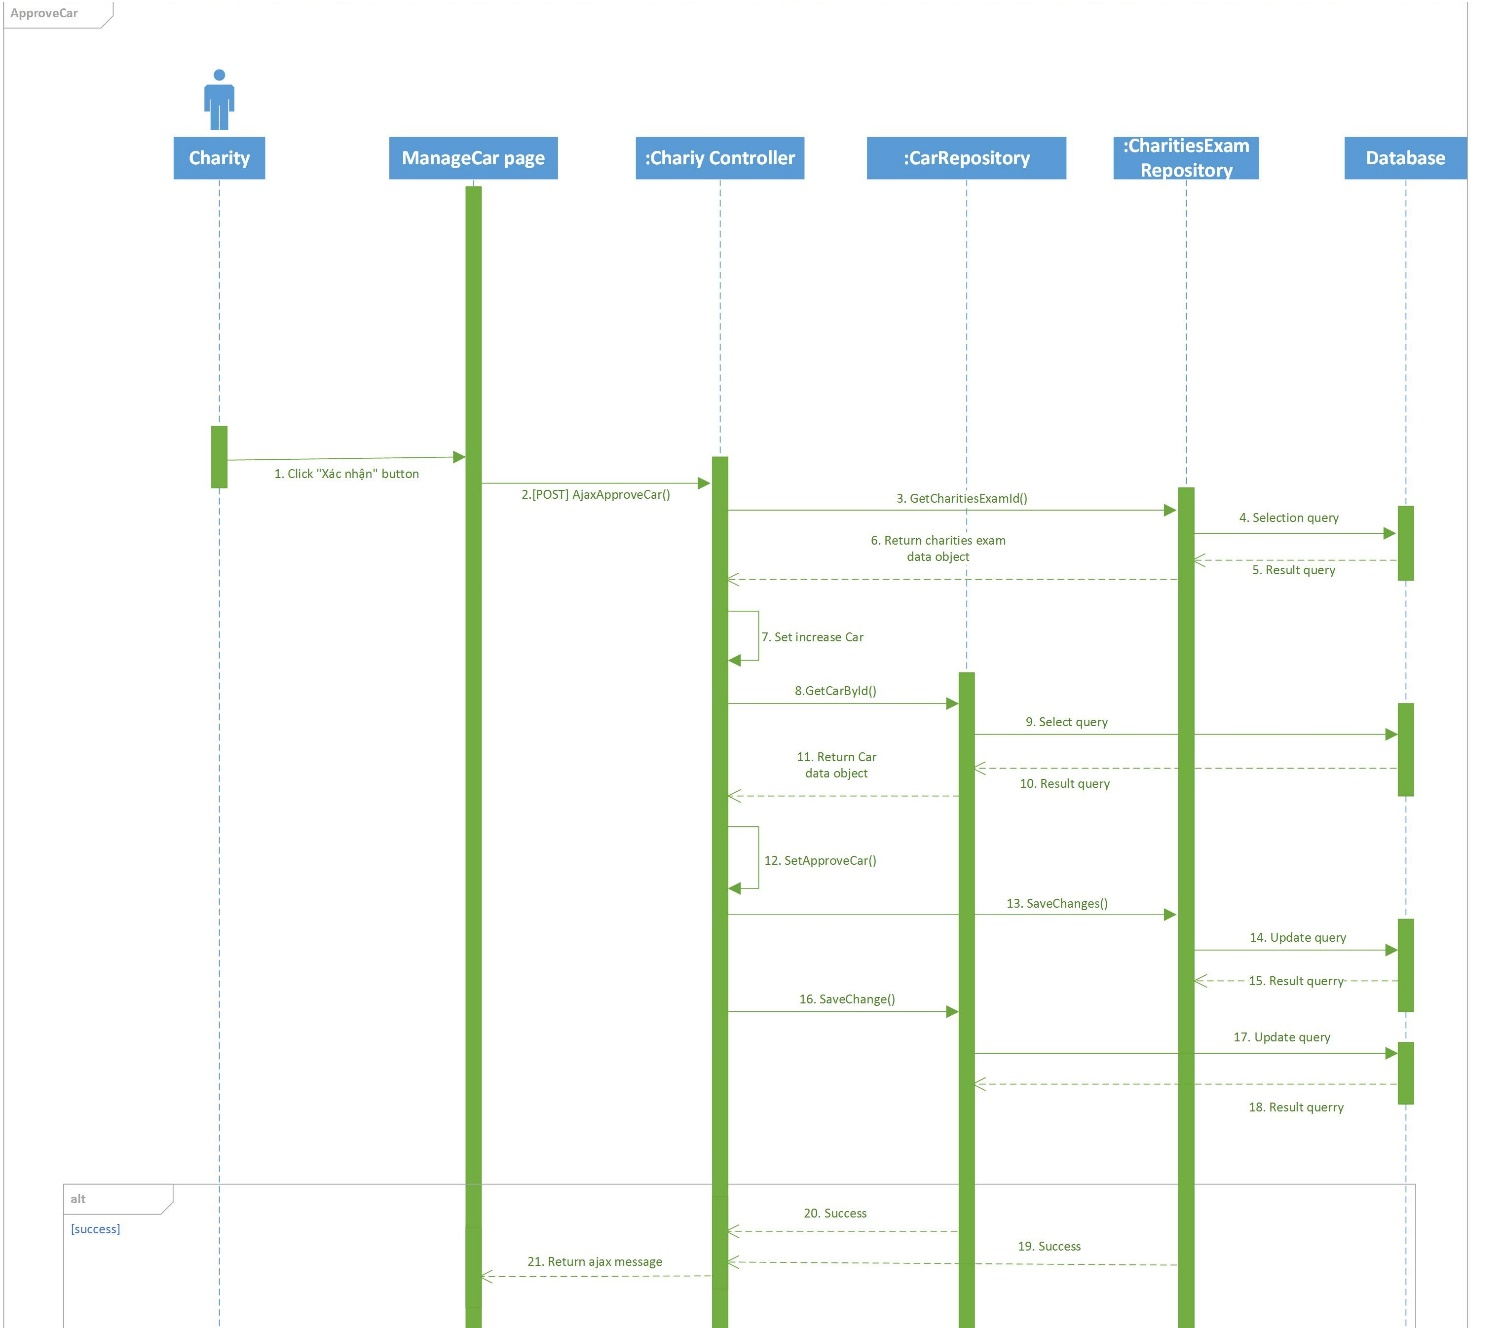 ApproveCar
Charity
ManageCar page
:Chariy Controller
:CarRepository
:CharitiesExam
Repository
Database
1. Click "Xác nhận" button
2.[POST] AjaxApproveCar()
3. GetCharitiesExamId()
4. Selection query
5. Result query
6. Return charities exam
data object
7. Set increase Car
8.GetCarById()
9. Select query
10. Result query
11. Return Car
data object
12. SetApproveCar()
13. SaveChanges()
14. Update query
15. Result querry
16. SaveChange()
17. Update query
18. Result querry
alt
[success]
20. Success
19. Success
21. Return ajax message